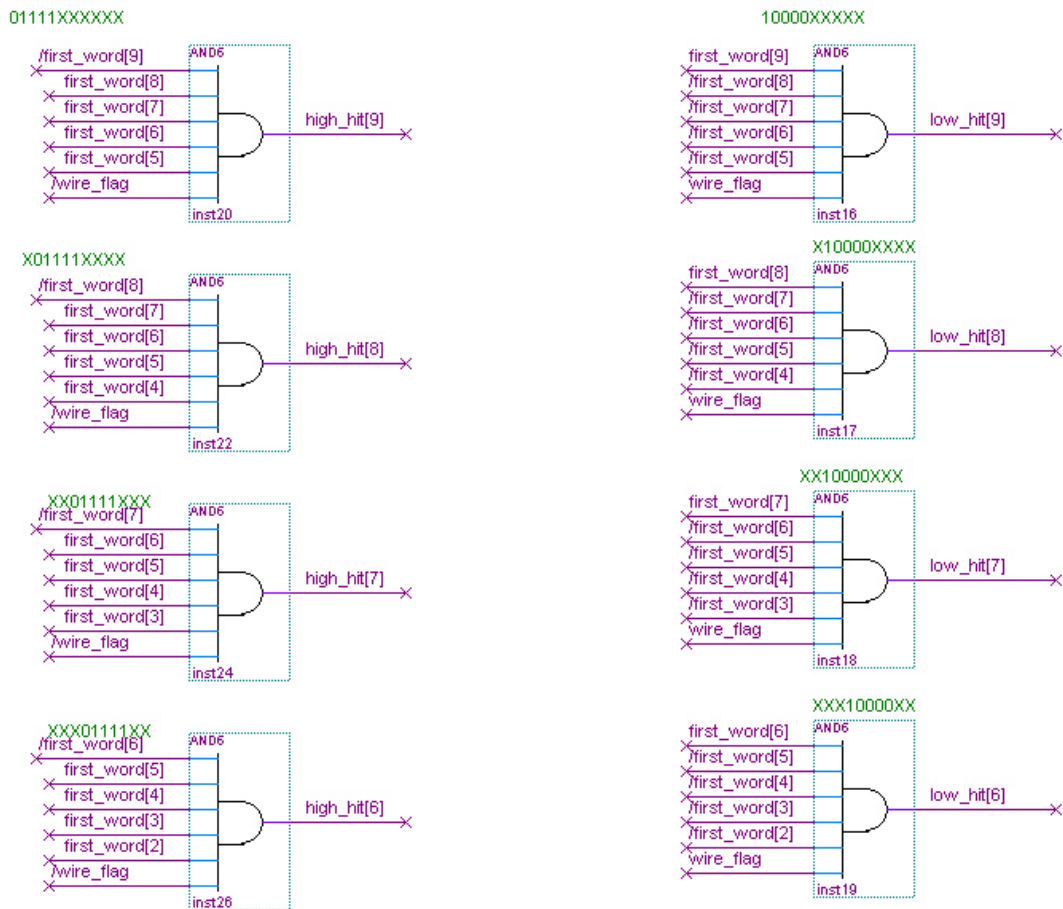 01111XXXXXX
AND6
/first_word[9]
first_word[8]
first_word[7]
first_word[6]
first_word[5]
/wire_flag
high_hit[9]
inst20
10000XXXXX
AND6
first_word[9]
/first_word[8]
/first_word[7]
/first_word[6]
/first_word[5]
wire_flag
low_hit[9]
inst16
X01111XXXX
AND6
/first_word[8]
first_word[7]
first_word[6]
first_word[5]
first_word[4]
/wire_flag
high_hit[8]
inst22
X10000XXXX
AND6
first_word[8]
/first_word[7]
/first_word[6]
/first_word[5]
/first_word[4]
wire_flag
low_hit[8]
inst17
XX01111XXX
AND6
/first_word[7]
first_word[6]
first_word[5]
first_word[4]
first_word[3]
/wire_flag
high_hit[7]
inst24
XX10000XXX
AND6
first_word[7]
/first_word[6]
/first_word[5]
/first_word[4]
/first_word[3]
wire_flag
low_hit[7]
inst18
XXX01111XX
AND6
/first_word[6]
first_word[5]
first_word[4]
first_word[3]
first_word[2]
/wire_flag
high_hit[6]
inst26
XXX10000XX
AND6
first_word[6]
/first_word[5]
/first_word[4]
/first_word[3]
/first_word[2]
wire_flag
low_hit[6]
inst19